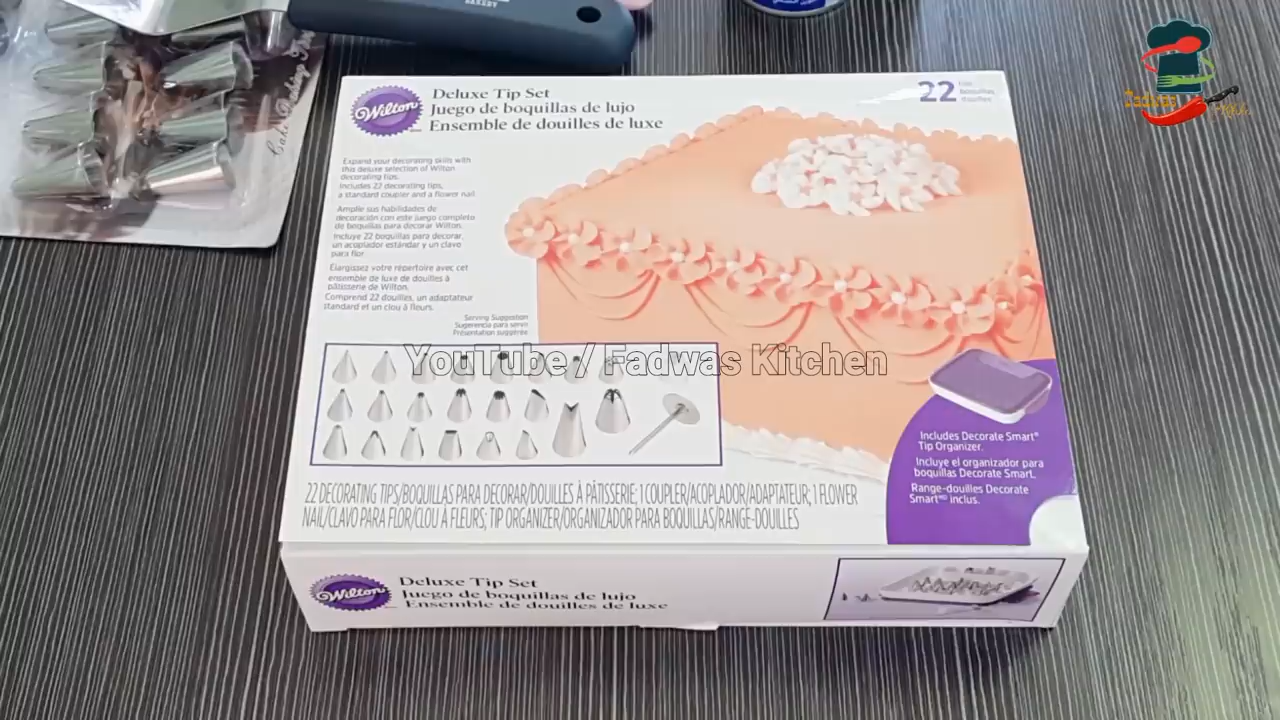 BAKERY
Cake
Wilton
Deluxe Tip Set
Juego de boquillas de lujo
Ensemble de douilles de luxe
22
boquillas
douilles
Expand your decorating skills with
this deluxe selection of Wilton
decorating tips.
Includes 22 decorating tips,
a standard coupler and a flower nail.
Amplíe sus habilidades de
decoración con este juego completo
de boquillas para decorar Wilton.
Incluye 22 boquillas para decorar,
un acoplador estándar y un clavo
para flor
Élargissez votre répertoire avec cet
ensemble de luxe de douilles à
pâtisserie de Wilton.
Comprend 22 douilles, un adaptateur
standard et un clou à fleurs.
Serving Suggestion
Sugerencia para servir
Présentation suggérée
YouTube / Fadwas Kitchen
Includes Decorate Smart®
Tip Organizer.
Incluye el organizador para
boquillas Decorate Smart.
Range-douilles Decorate
Smart MD inclus.
22 DECORATING TIPS/BOQUILLAS PARA DECORAR/DOUILLES À PÂTISSERIE; 1 COUPLER/ACOPLADOR/ADAPTATEUR; 1 FLOWER
NAIL/CLAVO PARA FLOR/CLOU À FLEURS; TIP ORGANIZER/ORGANIZADOR PARA BOQUILLAS/RANGE-DOUILLES
Wilton
Deluxe Tip Set
Juego de boquillas de lujo
Ensemble de douilles de luxe
Fadwas